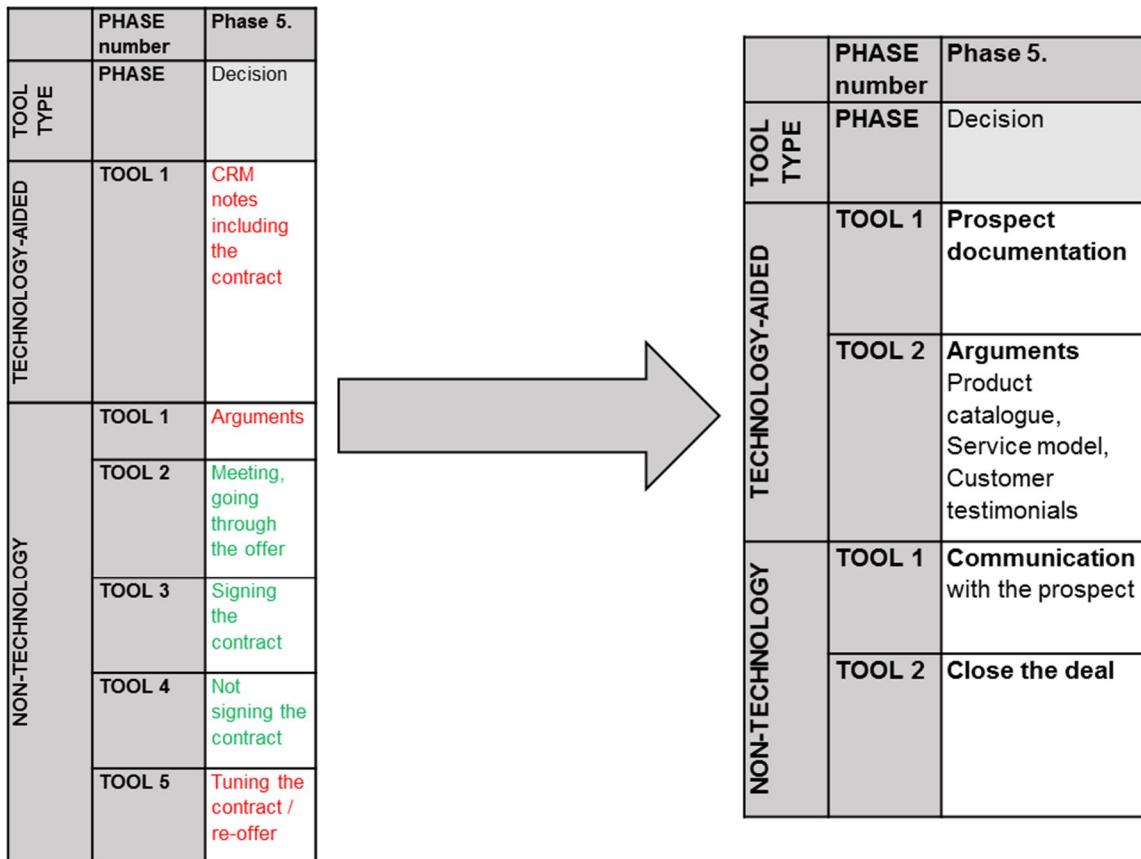 PHASE number
Phase 5.
TOOL TYPE
PHASE
Decision
TECHNOLOGY-AIDED
TOOL 1
CRM
notes
including
the
contract
NON-TECHNOLOGY
TOOL 1
Arguments
TOOL 2
Meeting,
going
through
the offer
TOOL 3
Signing
the
contract
TOOL 4
Not
signing the
contract
TOOL 5
Tuning the
contract /
re-offer
PHASE number
Phase 5.
TOOL TYPE
PHASE
Decision
TECHNOLOGY-AIDED
TOOL 1
Prospect
documentation
TOOL 2
Arguments
Product
catalogue,
Service model,
Customer
testimonials
NON-TECHNOLOGY
TOOL 1
Communication
with the prospect
TOOL 2
Close the deal